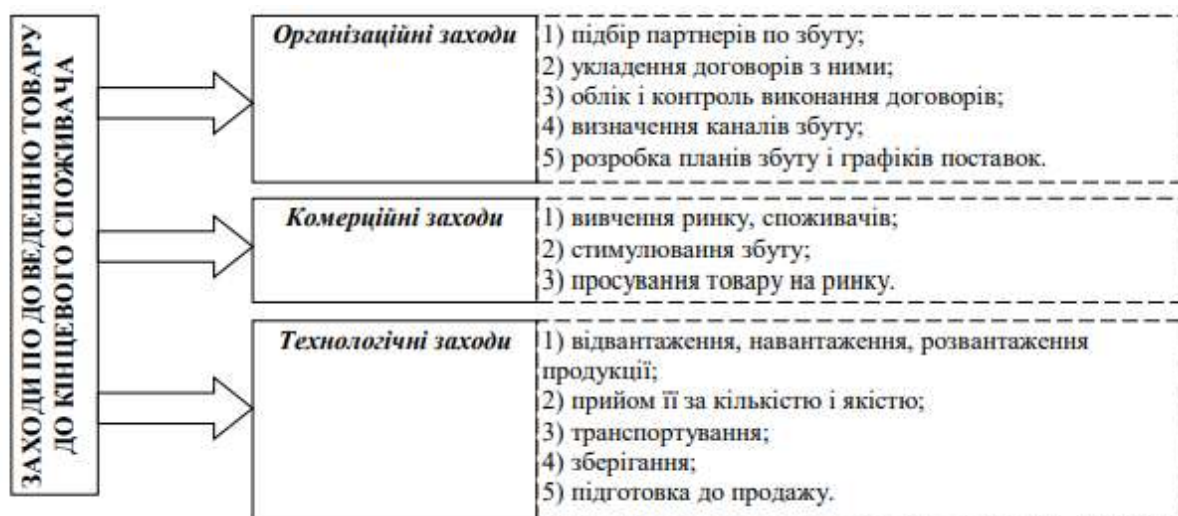 ЗАХОДИ ПО ДОВЕДЕННЮ ТОВАРУ
ДО КІНЦЕВОГО СПОЖИВАЧА
Організаційні заходи
1) підбір партнерів по збуту;
2) укладення договорів з ними;
3) облік і контроль виконання договорів;
4) визначення каналів збуту;
5) розробка планів збуту і графіків поставок.
Комерційні заходи
1) вивчення ринку, споживачів;
2) стимулювання збуту;
3) просування товару на ринку.
Технологічні заходи
1) відвантаження, навантаження, розвантаження
продукції;
2) прийом її за кількістю і якістю;
3) транспортування;
4) зберігання;
5) підготовка до продажу.